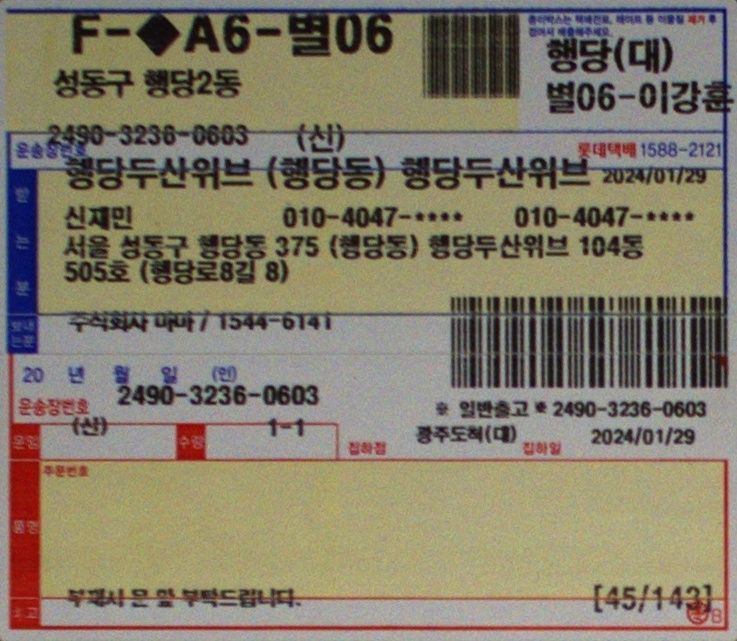 F-◆A6-별06
종이박스는 택배전표, 테이프 등 이물질 제거 후
접어서 배출해주세요.
성동구 행당2동
행당(대)
별06-이강훈
2490-3236-0603 (신)
운송장번호
롯데택배 1588-2121
행당두산위브 (행당동) 행당두산위브 2024/01/29
받는분
신재민 010-4047-**** 010-4047-****
서울 성동구 행당동 375 (행당동) 행당두산위브 104동
505호 (행당로8길 8)
보내는분
주식회사 마마 / 1544-6141
20 년 월 일 (인)
운송장번호 2490-3236-0603
※ 일반출고 ※ 2490-3236-0603
(신)
운임 수량 1-1
집하점 광주도척(대) 집하일 2024/01/29
주문번호
품명
부재시 문 앞 부탁드립니다. [45/143]
비고
B